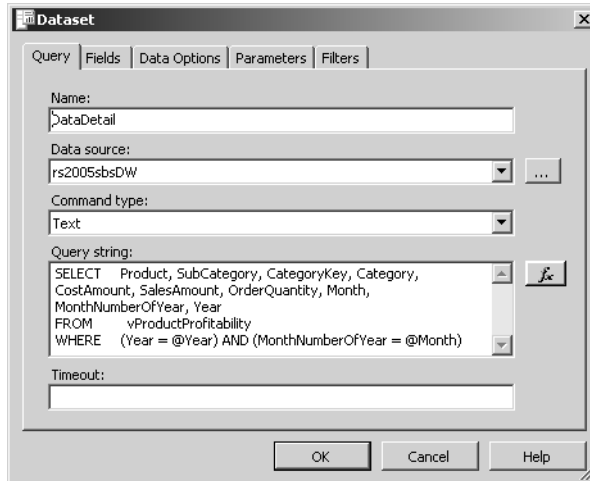 Dataset
Query Fields Data Options Parameters Filters
Name:
DataDetail
Data source:
rs2005sbsDW
...
Command type:
Text
Query string:
SELECT Product, SubCategory, CategoryKey, Category,
CostAmount, SalesAmount, OrderQuantity, Month,
MonthNumberOfYear, Year
FROM vProductProfitability
WHERE (Year = @Year) AND (MonthNumberOfYear = @Month)
fx
Timeout:
OK Cancel Help